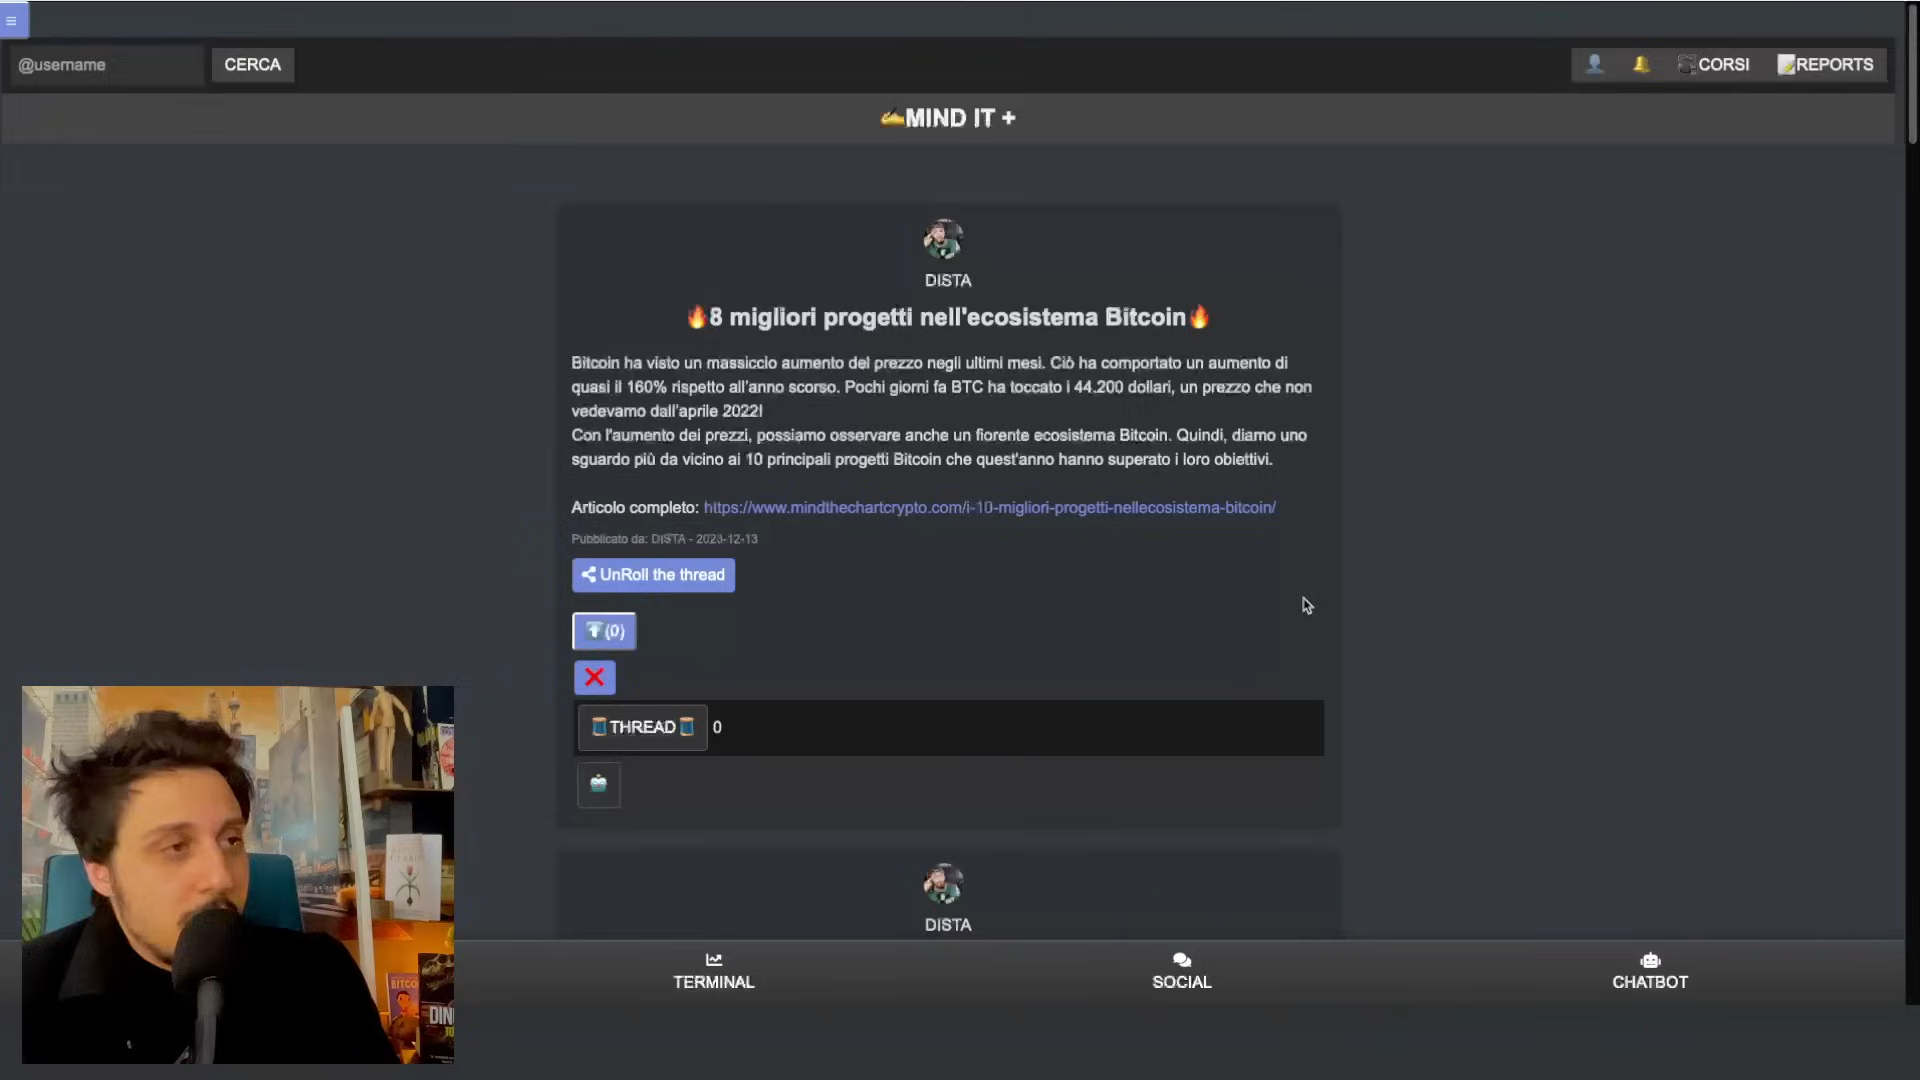 @username
CERCA
CORSI
REPORTS
MIND IT +
DISTA
8 migliori progetti nell'ecosistema Bitcoin
Bitcoin ha visto un massiccio aumento del prezzo negli ultimi mesi. Ciò ha comportato un aumento di
quasi il 160% rispetto all'anno scorso. Pochi giorni fa BTC ha toccato i 44.200 dollari, un prezzo che non
vedevamo dall'aprile 2022!
Con l'aumento dei prezzi, possiamo osservare anche un fiorente ecosistema Bitcoin. Quindi, diamo uno
sguardo più da vicino ai 10 principali progetti Bitcoin che quest'anno hanno superato i loro obiettivi.
Articolo completo: https://www.mindthechartcrypto.com/i-10-migliori-progetti-nellecosistema-bitcoin/
Pubblicato da: DISTA - 2023-12-13
UnRoll the thread
(0)
THREAD 0
DISTA
TERMINAL
SOCIAL
CHATBOT
BITCO
DIN